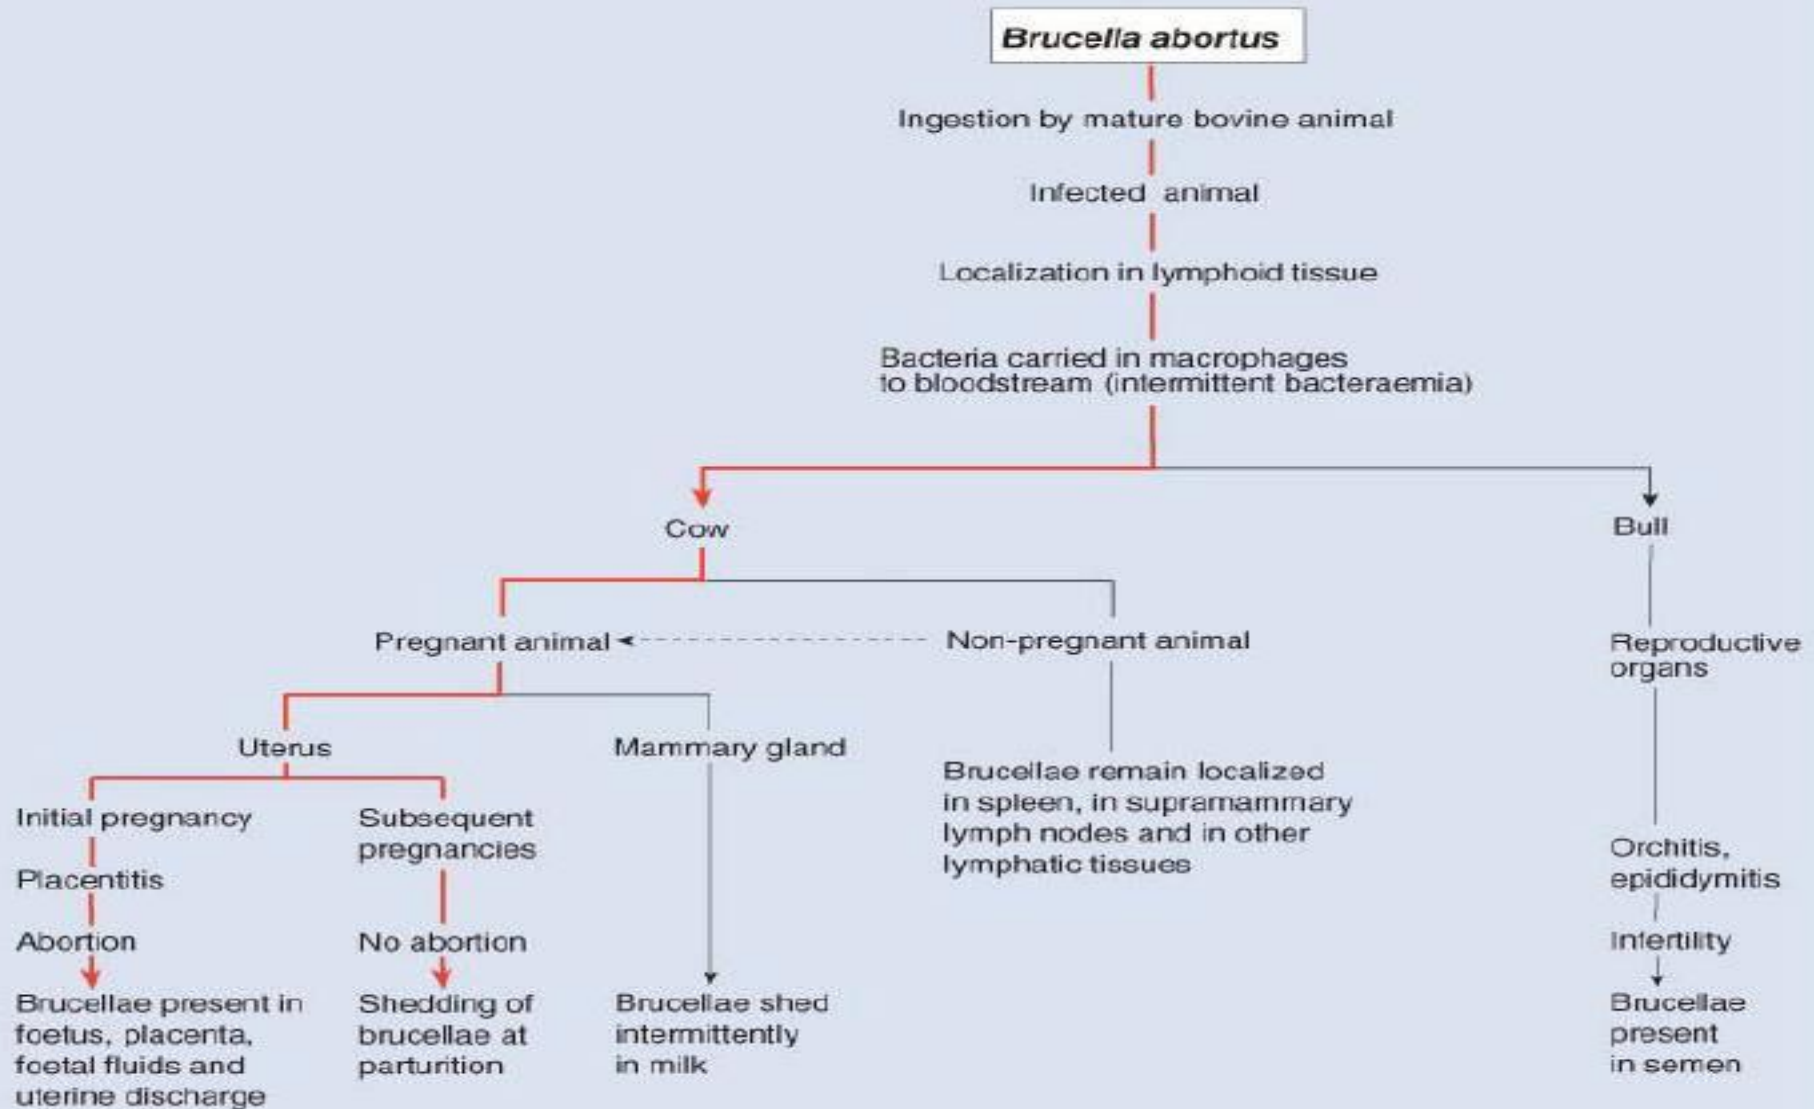 Brucella abortus
Ingestion by mature bovine animal
Infected animal
Localization in lymphoid tissue
Bacteria carried in macrophages
to bloodstream (intermittent bacteraemia)
Cow
Bull
Pregnant animal
Non-pregnant animal
Reproductive
organs
Uterus
Mammary gland
Brucellae remain localized
in spleen, in supramammary
lymph nodes and in other
lymphatic tissues
Initial pregnancy
Placentitis
Abortion
Brucellae present in
foetus, placenta,
foetal fluids and
uterine discharge
Subsequent
pregnancies
No abortion
Shedding of
brucellae at
parturition
Brucellae shed
intermittently
in milk
Orchitis,
epididymitis
Infertility
Brucellae
present
in semen